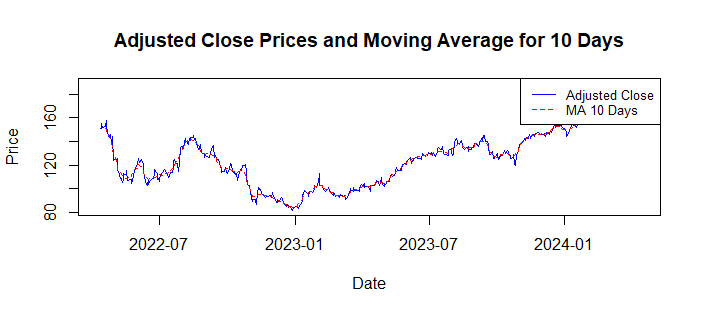 Adjusted Close Prices and Moving Average for 10 Days
Adjusted Close
MA 10 Days
Price
160
120
80
2022-07
2023-01
2023-07
2024-01
Date